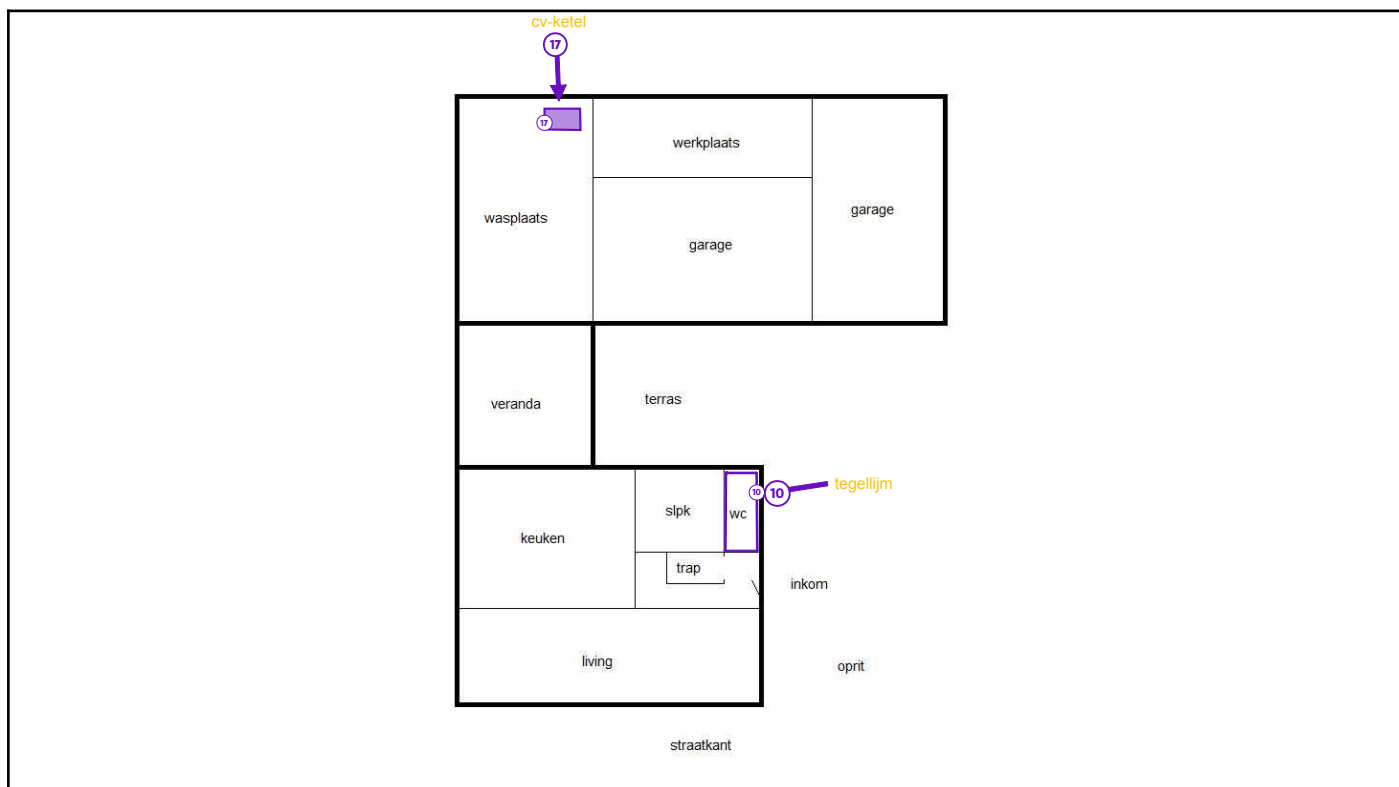 cv-ketel
17
17
werkplaats
wasplaats
garage
garage
veranda
terras
keuken
slpk
wc
10
10
tegellijm
trap
inkom
living
oprit
straatkant